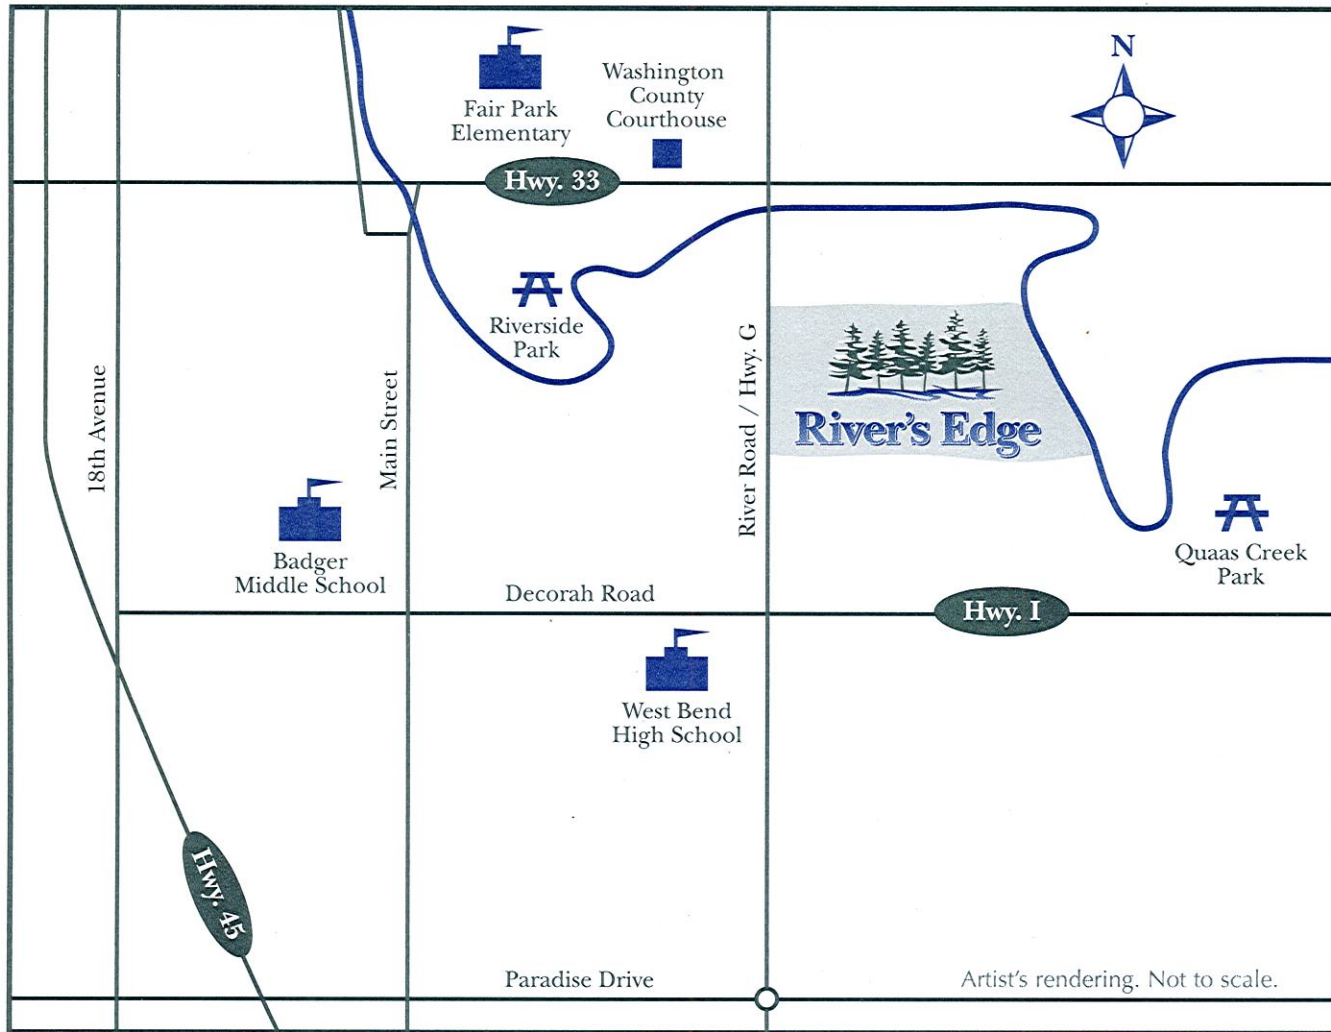 N
Fair Park
Elementary
Washington
County
Courthouse
Hwy. 33
Riverside
Park
18th Avenue
Main Street
River Road / Hwy. G
River's Edge
Badger
Middle School
Quaas Creek
Park
Decorah Road
Hwy. I
West Bend
High School
Hwy. 45
Paradise Drive
Artist's rendering. Not to scale.